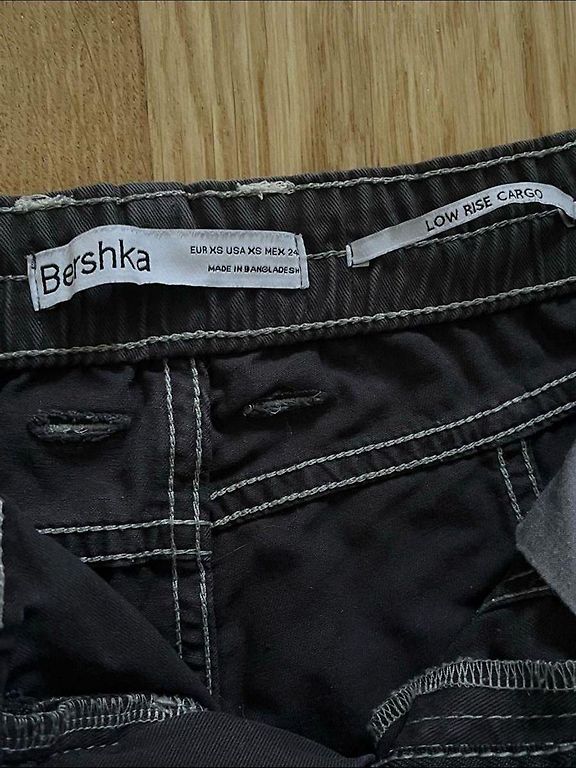 Bershka
EUR XS USA XS MEX 24
MADE IN BANGLADESH
LOW RISE CARGO